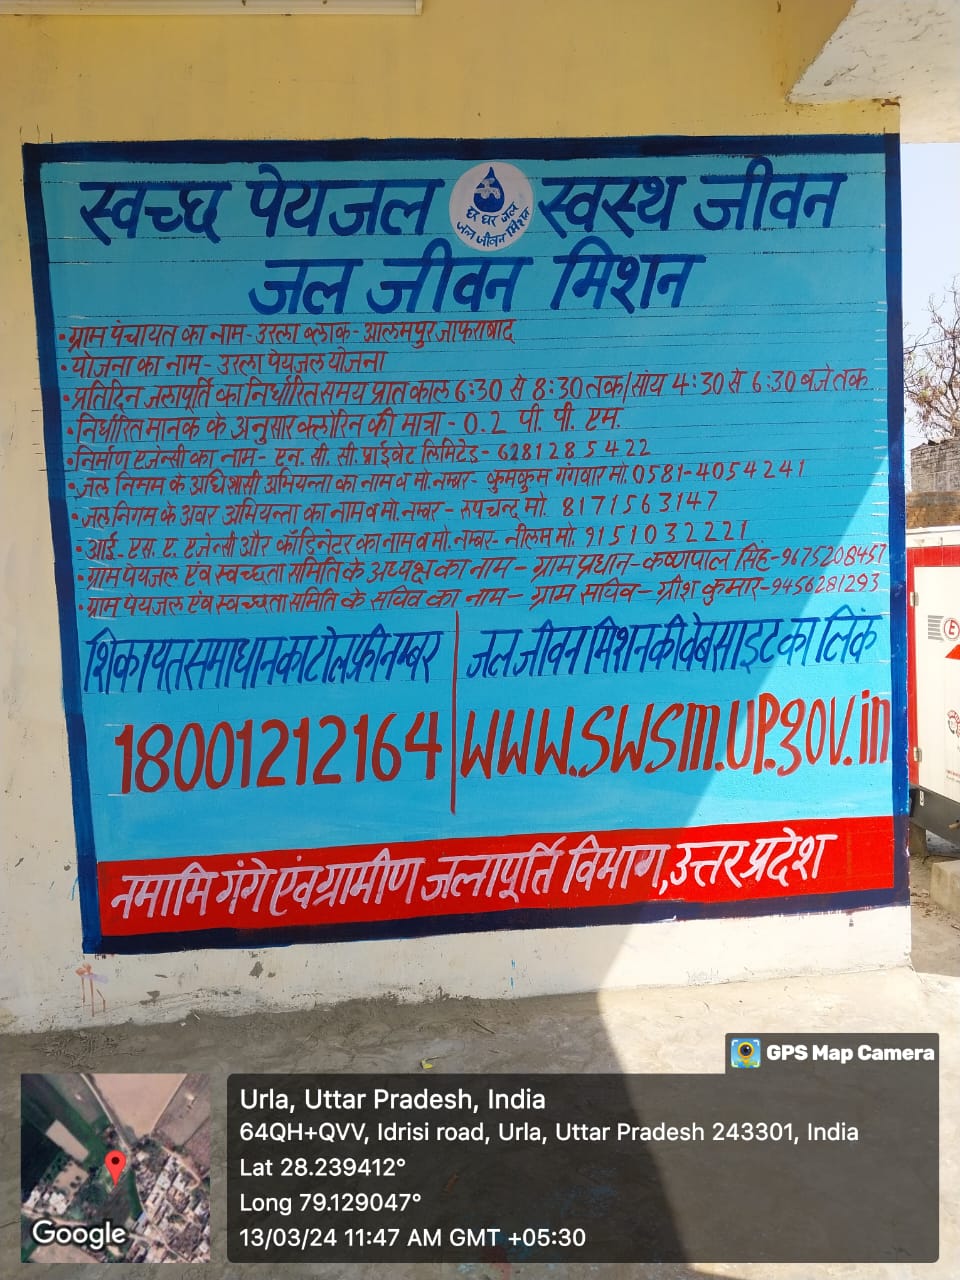 स्वच्छ पेयजल स्वस्थ जीवन
घर घर जल
जल जीवन मिशन
जल जीवन मिशन
• ग्राम पंचायत का नाम - उरला ब्लाक - आलमपुर जाफराबाद
• योजना का नाम - उरला पेयजल योजना
• प्रतिदिन जलापूर्ति का निर्धारित समय प्रात काल 6:30 से 8:30 तक/सांय 4:30 से 6:30 बजे तक
• निर्धारित मानक के अनुसार क्लोरिन की मात्रा - 0.2 पी. पी. एम.
• निर्माण एजेन्सी का नाम - एन. सी. सी. प्राईवेट लिमिटेड - 6281285422
• जल निगम के अधिशासी अभियन्ता का नाम व मो. नम्बर - कुमकुम गंगवार मो. 0581-4054241
• जल निगम के अवर अभियन्ता का नाम व मो. नम्बर - रूपचन्द मो. 8171563147
• आई. एस. ए. एजेन्सी और कॉर्डिनेटर का नाम व मो. नम्बर - नीलम मो. 9151032221
• ग्राम पेयजल एंव स्वच्छता समिति के अध्यक्ष का नाम - ग्राम प्रधान - कष्णपाल सिंह - 9675208457
• ग्राम पेयजल एंव स्वच्छता समिति के सचिव का नाम - ग्राम सचिव - ग्रीश कुमार - 9456281293
शिकायत समाधान का टोल फ्री नम्बर
18001212164
जल जीवन मिशन की वेबसाइट का लिंक
www.swsm.up.gov.in
नमामि गंगे एंव ग्रामीण जलापूर्ति विभाग, उत्तर प्रदेश
GPS Map Camera
Urla, Uttar Pradesh, India
64QH+QVV, Idrisi road, Urla, Uttar Pradesh 243301, India
Lat 28.239412°
Long 79.129047°
13/03/24 11:47 AM GMT +05:30
Google